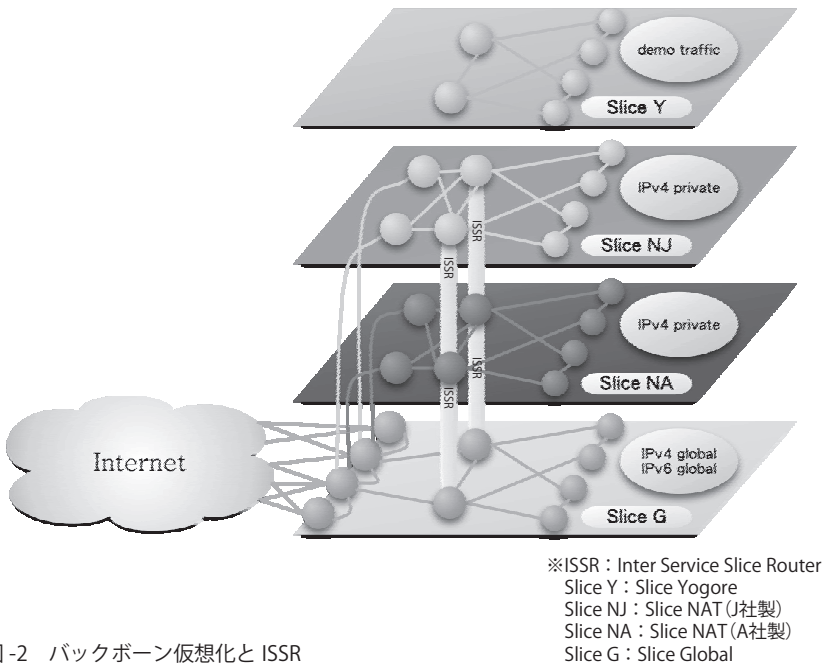 demo traffic
Slice Y
IPv4 private
Slice NJ
ISSR
ISSR
IPv4 private
Slice NA
ISSR
ISSR
Internet
IPv4 global
IPv6 global
Slice G
※ISSR：Inter Service Slice Router
Slice Y：Slice Yogore
Slice NJ：Slice NAT（J社製）
Slice NA：Slice NAT（A社製）
Slice G：Slice Global
-2 バックボーン仮想化と ISSR